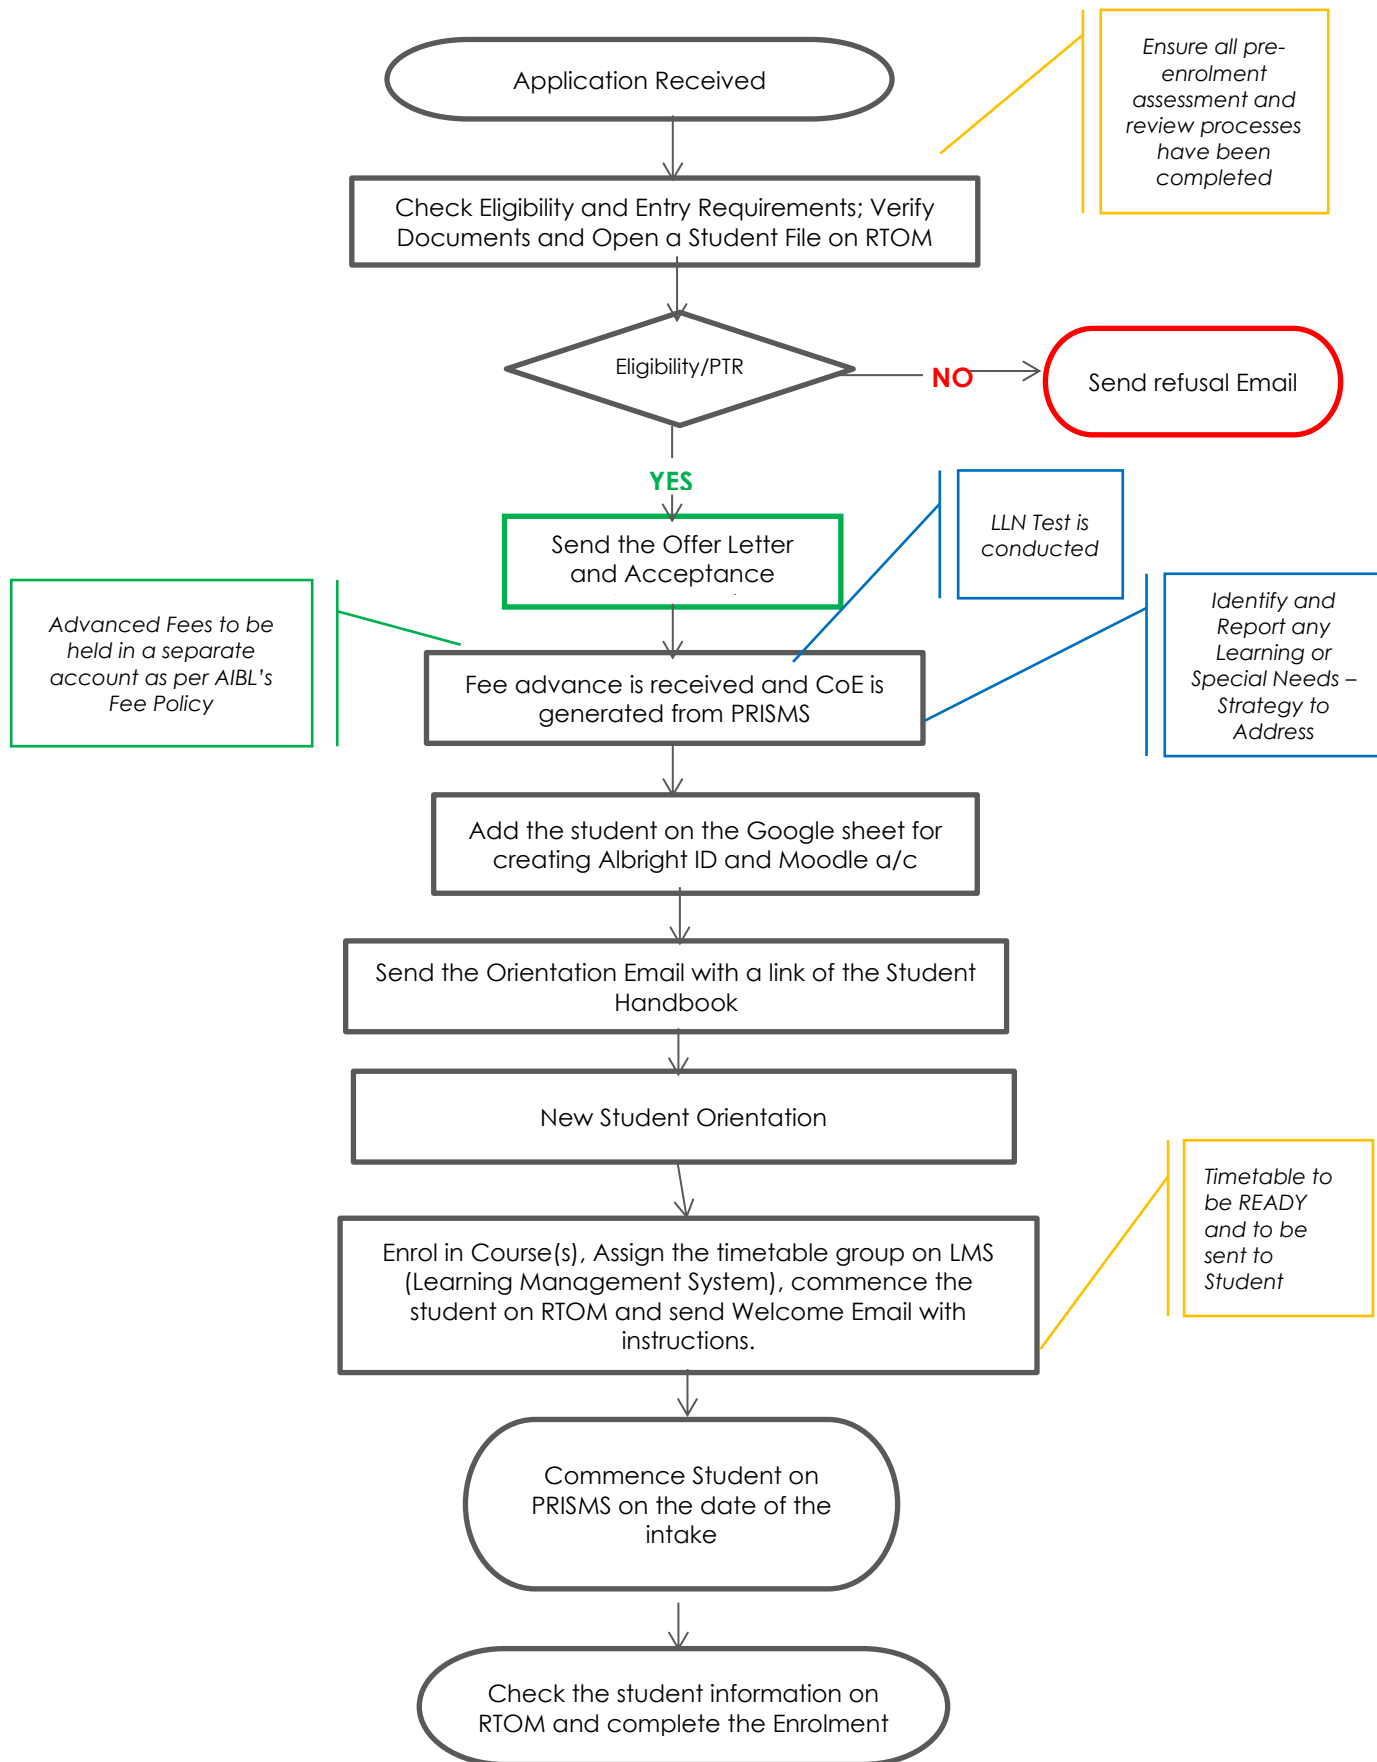 Application Received
Ensure all pre-
enrolment
assessment and
review processes
have been
completed
Check Eligibility and Entry Requirements; Verify
Documents and Open a Student File on RTOM
Eligibility/PTR
NO
Send refusal Email
YES
LLN Test is
conducted
Send the Offer Letter
and Acceptance
Advanced Fees to be
held in a separate
account as per AIBL's
Fee Policy
Identify and
Report any
Learning or
Special Needs –
Strategy to
Address
Fee advance is received and CoE is
generated from PRISMS
Add the student on the Google sheet for
creating Albright ID and Moodle a/c
Send the Orientation Email with a link of the Student
Handbook
New Student Orientation
Timetable to
be READY
and to be
sent to
Student
Enrol in Course(s), Assign the timetable group on LMS
(Learning Management System), commence the
student on RTOM and send Welcome Email with
instructions.
Commence Student on
PRISMS on the date of the
intake
Check the student information on
RTOM and complete the Enrolment